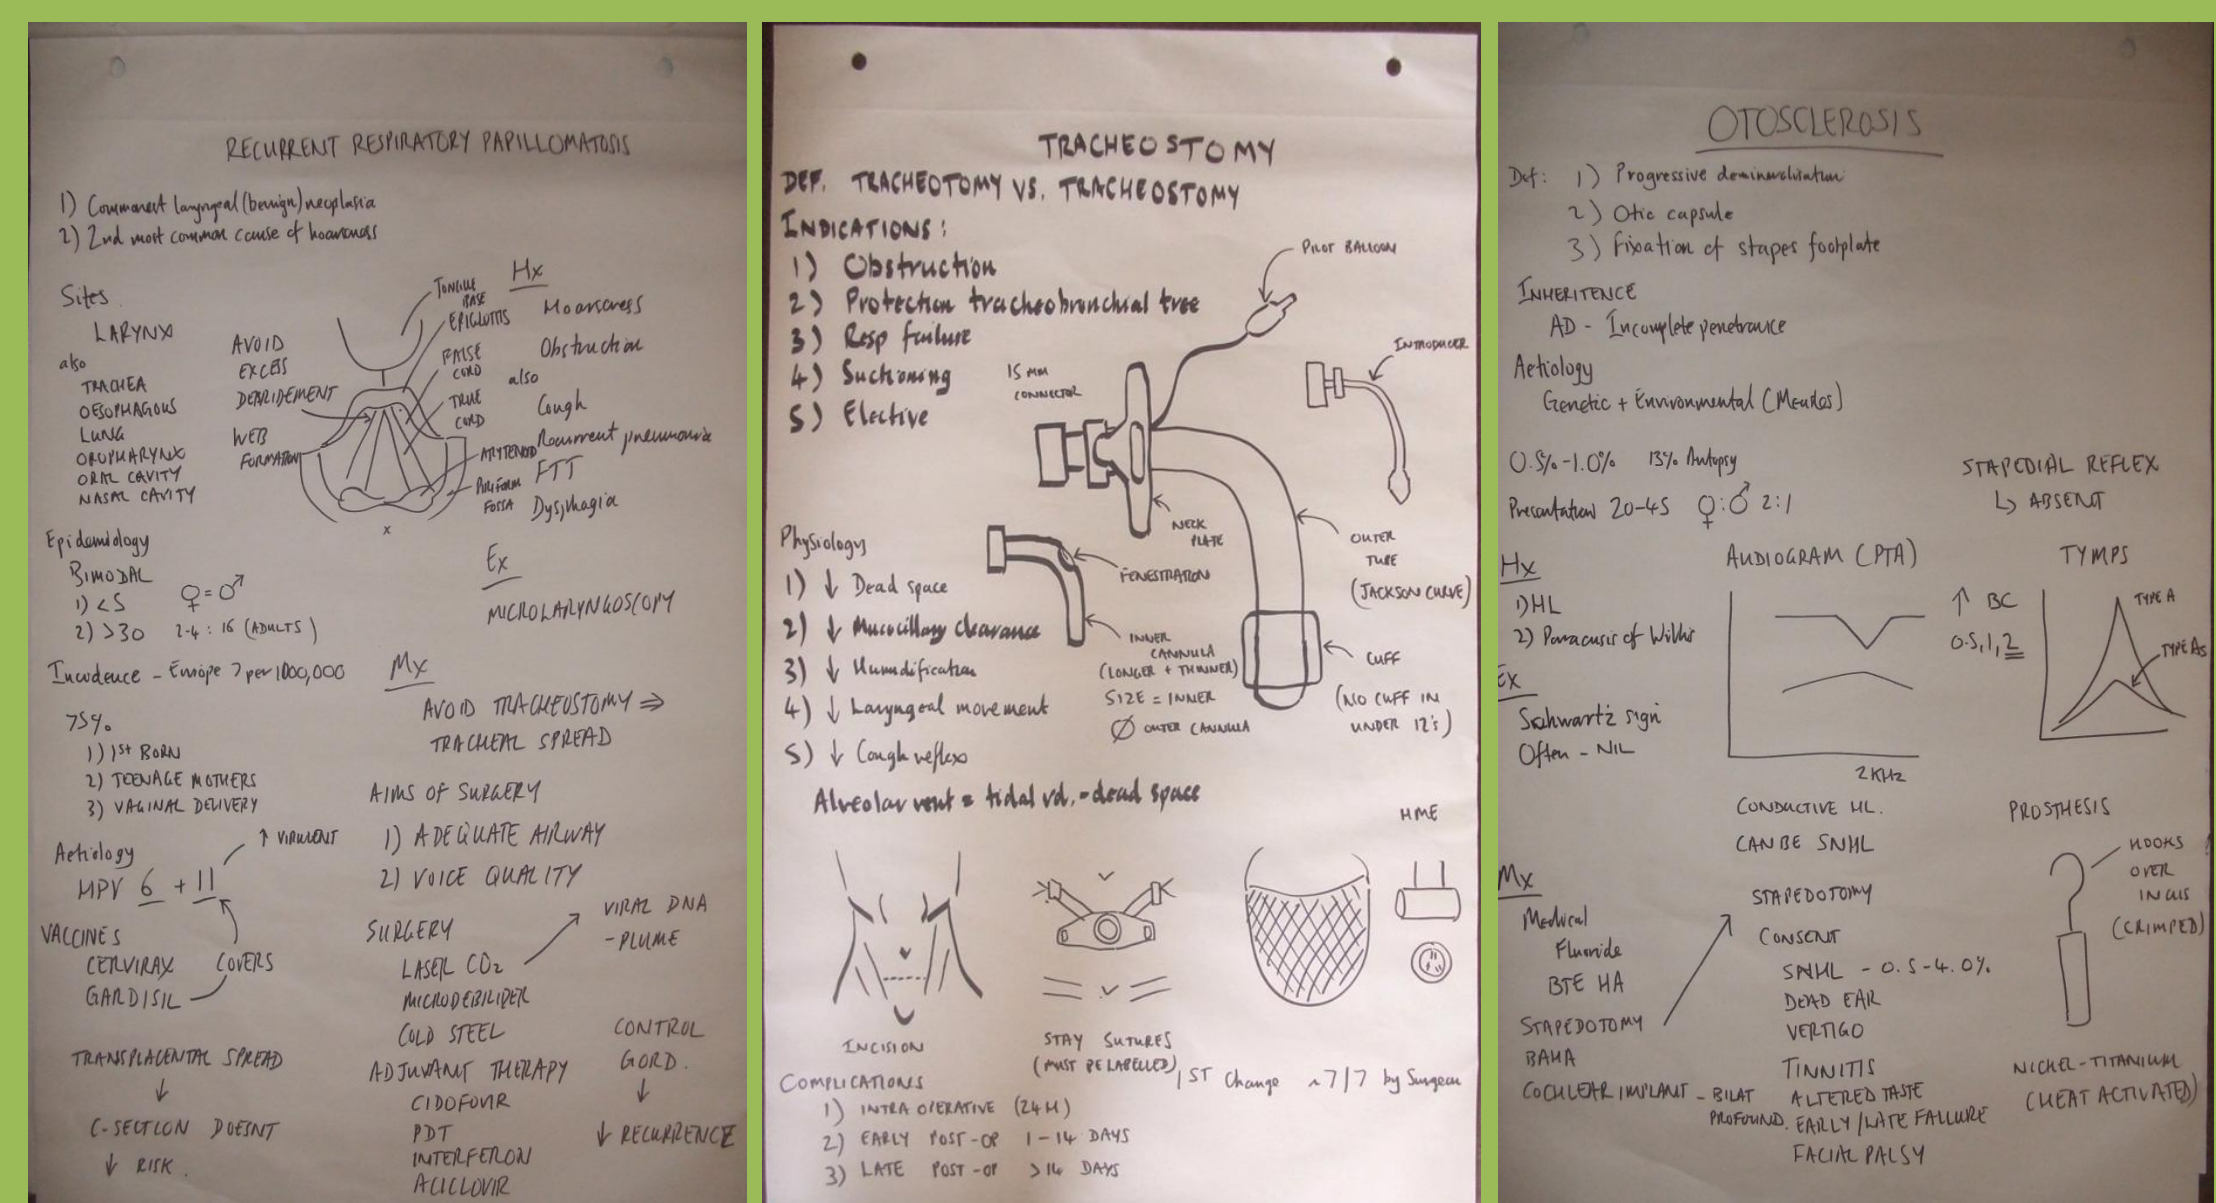 RECURRENT RESPIRATORY PAPILLOMATOSIS
1) Commonest laryngeal (benign) neoplasia
2) 2nd most common cause of hoarseness
Sites
LARYNX
also
TRACHEA
OESOPHAGOUS
LUNG
OROPHARYNX
ORAL CAVITY
NASAL CAVITY
AVOID
EXCESS
DEBRIDEMENT
WEB
FORMATION
TONGUE
BASE
EPIGLOTTIS
FALSE
CORD
TRUE
CORD
ARYTENOID
PIRIFORM
FOSSA
x
Hx
Hoarseness
Obstruction
also
Cough
Recurrent pneumonia
FTT
Dysphagia
Epidemiology
BIMODAL
1) <5
2) >30
♀=♂
2-4 : 16 (ADULTS)
Ex
MICROLARYNGOSCOPY
Incidence - Europe 7 per 1000,000
75%
1) 1st BORN
2) TEENAGE MOTHERS
3) VAGINAL DELIVERY
Mx
AVOID TRACHEOSTOMY ⇒
TRACHEAL SPREAD
AIMS OF SURGERY
1) ADEQUATE AIRWAY
2) VOICE QUALITY
Aetiology
↑ VIRULENT
HPV 6 + 11
VACCINES
CERVIRAX
GARDISIL
COVERS
SURGERY
LASER CO2
MICRODEBRIDER
COLD STEEL
VIRAL DNA
- PLUME
TRANSPLACENTAL SPREAD
↓
C-SECTION DOESNT
↓ RISK.
ADJUVANT THERAPY
CIDOFOVIR
PDT
INTERFERON
ACICLOVIR
CONTROL
GORD.
↓
↓ RECURRENCE
TRACHEOSTOMY
DEF. TRACHEOTOMY VS. TRACHEOSTOMY
INDICATIONS:
1) Obstruction
2) Protection tracheobronchial tree
3) Resp failure
4) Suctioning
5) Elective
PILOT BALLOON
INTRODUCER
15 MM
CONNECTOR
NECK
PLATE
OUTER
TUBE
(JACKSON CURVE)
FENESTRATION
INNER
CANNULA
(LONGER + THINNER)
SIZE = INNER
Ø OUTER CANNULA
CUFF
(NO CUFF IN
UNDER 12's)
Physiology
1) ↓ Dead space
2) ↓ Mucocillary clearance
3) ↓ Humidification
4) ↓ Laryngeal movement
5) ↓ Cough reflexs
Alveolar vent = tidal vol. - dead space
HME
INCISION
STAY SUTURES
(MUST BE LABELLED)
1ST Change ~7/7 by Surgeon
COMPLICATIONS
1) INTRA OPERATIVE (24H)
2) EARLY POST-OP 1-14 DAYS
3) LATE POST-OP >14 DAYS
OTOSCLEROSIS
Def: 1) Progressive demineralisation
2) Otic capsule
3) Fixation of stapes footplate
INHERITENCE
AD - Incomplete penetrance
Aetiology
Genetic + Environmental (Measles)
0.5%-1.0% 13% Autopsy
Presentation 20-45 ♀:♂ 2:1
STAPEDIAL REFLEX
↳ ABSENT
Hx
1) HL
2) Paracusis of Willis
Ex
Schwartz sign
Often - NIL
AUDIOGRAM (PTA)
↑ BC
0.5,1,2
2KHz
CONDUCTIVE HL.
CAN BE SNHL
TYMPS
TYPE A
TYPE As
PROSTHESIS
HOOKS
OVER
INCUS
(CRIMPED)
NICKEL-TITANIUM
(HEAT ACTIVATED)
Mx
Medical
Fluoride
BTE HA
STAPEDOTOMY
BAHA
COCHLEAR IMPLANT - BILAT
PROFOUND.
STAPEDOTOMY
CONSENT
SNHL - 0.5-4.0%
DEAD EAR
VERTIGO
TINNITIS
ALTERED TASTE
EARLY/LATE FAILURE
FACIAL PALSY